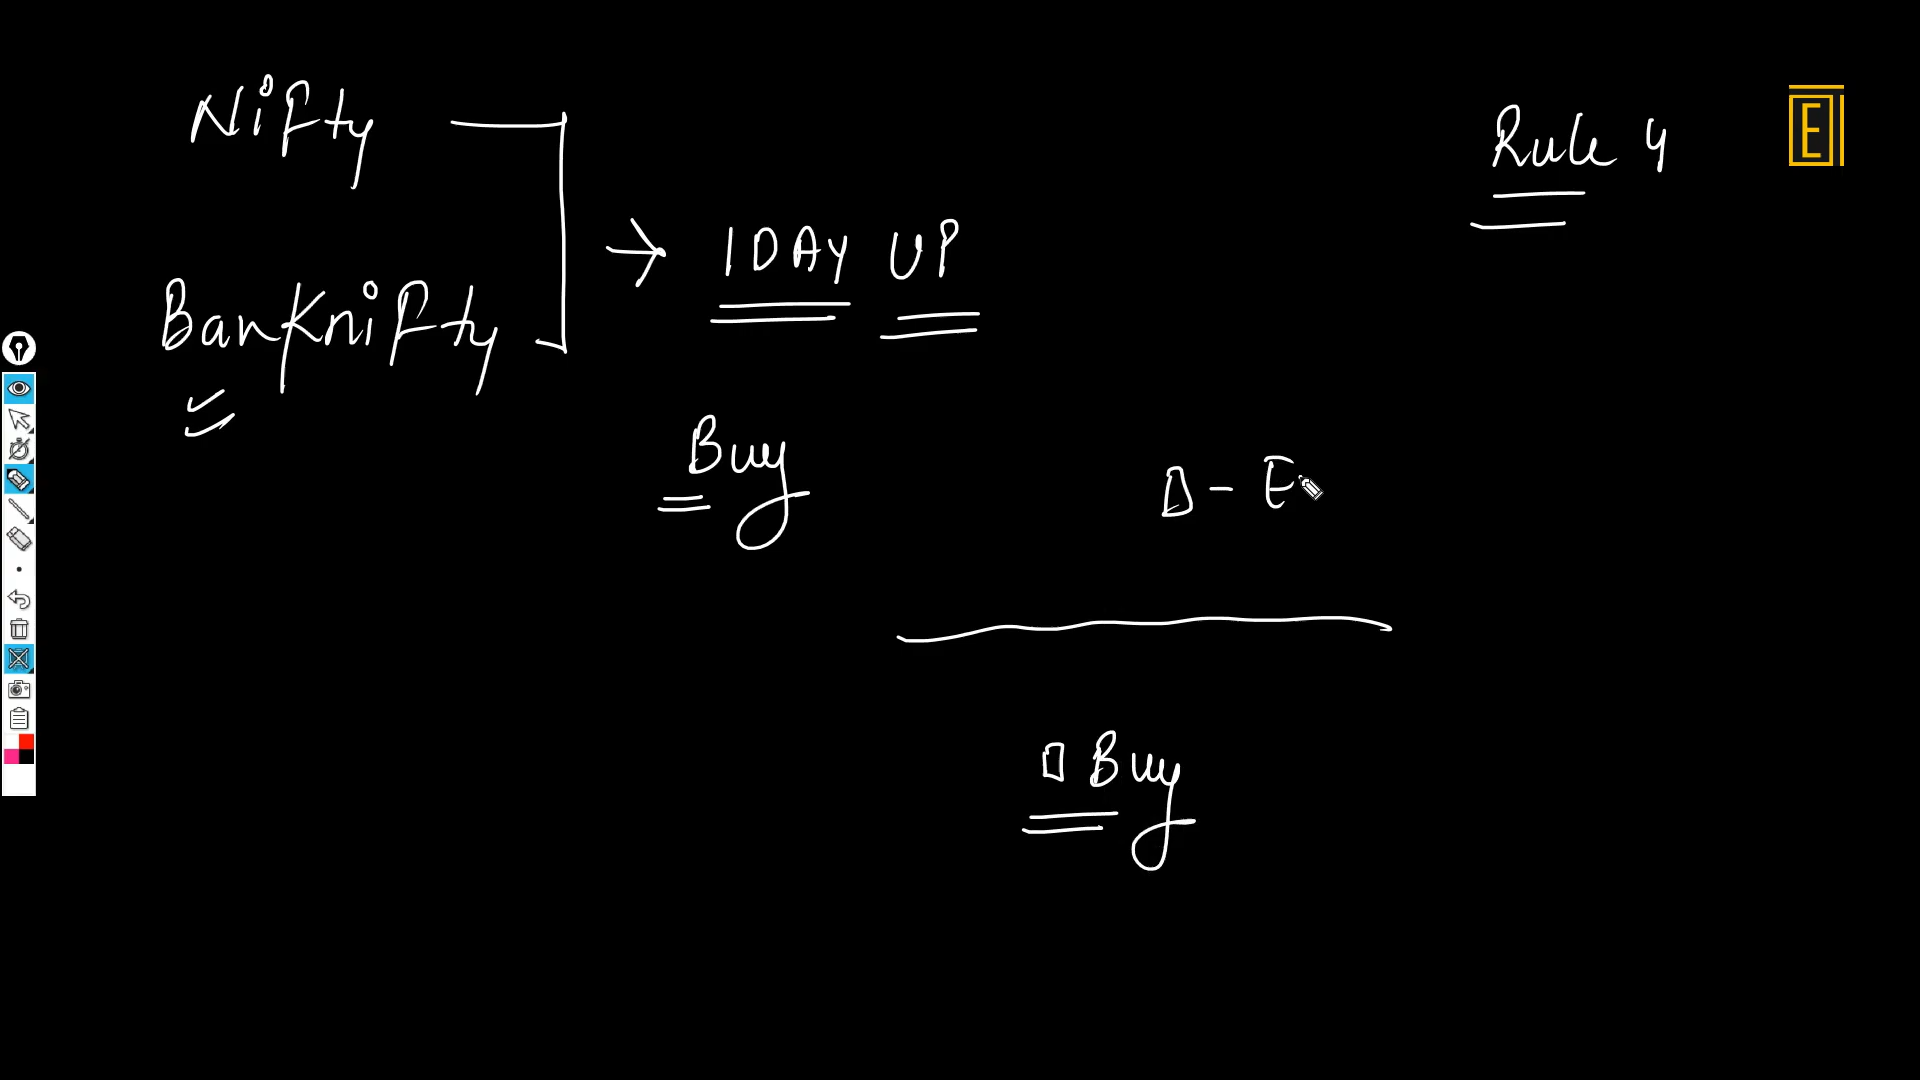 Nifty
Rule 4
E
1DAY UP
BankNifty
Buy
D - E
Buy